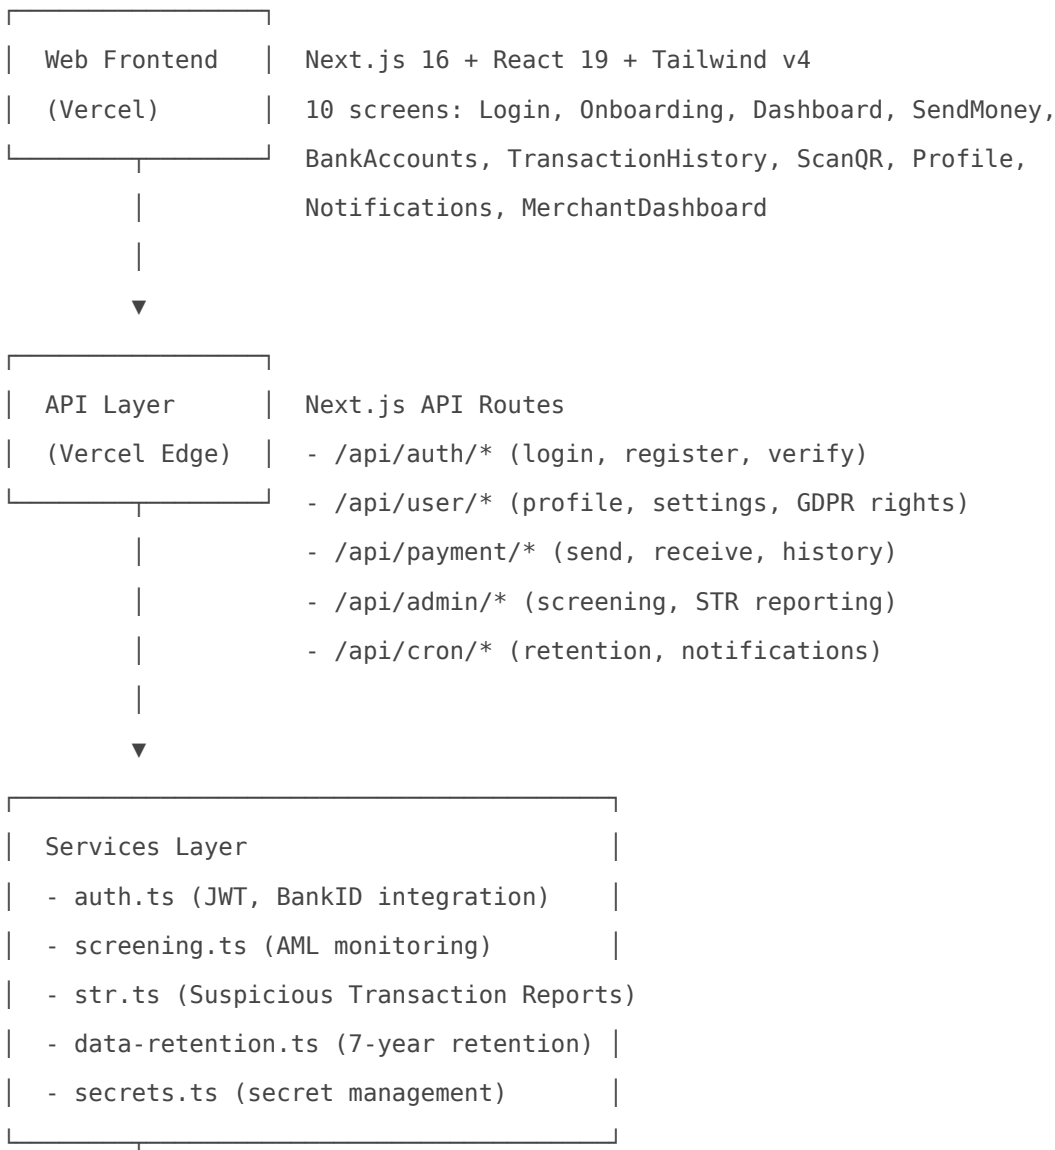 Web Frontend Next.js 16 + React 19 + Tailwind v4
(Vercel) 10 screens: Login, Onboarding, Dashboard, SendMoney,
BankAccounts, TransactionHistory, ScanQR, Profile,
Notifications, MerchantDashboard
API Layer Next.js API Routes
(Vercel Edge) - /api/auth/* (login, register, verify)
- /api/user/* (profile, settings, GDPR rights)
- /api/payment/* (send, receive, history)
- /api/admin/* (screening, STR reporting)
- /api/cron/* (retention, notifications)
Services Layer
- auth.ts (JWT, BankID integration)
- screening.ts (AML monitoring)
- str.ts (Suspicious Transaction Reports)
- data-retention.ts (7-year retention)
- secrets.ts (secret management)